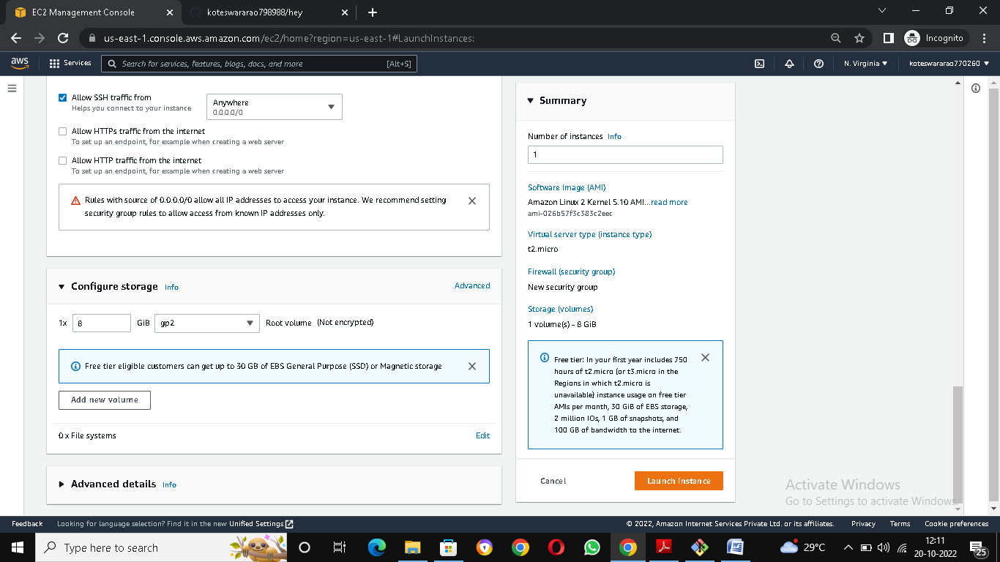 EC2 Management Console
koteswararao798988/hey
us-east-1.console.aws.amazon.com/ec2/home?region=us-east-1#LaunchInstances:
Incognito
aws
Services
Search for services, features, blogs, docs, and more
[Alt+S]
N. Virginia
koteswararao770260
Allow SSH traffic from
Helps you connect to your instance
Anywhere
0.0.0.0/0
Allow HTTPs traffic from the internet
To set up an endpoint, for example when creating a web server
Allow HTTP traffic from the internet
To set up an endpoint, for example when creating a web server
Rules with source of 0.0.0.0/0 allow all IP addresses to access your instance. We recommend setting
security group rules to allow access from known IP addresses only.
Configure storage Info
Advanced
1x 8 GiB gp2 Root volume (Not encrypted)
Free tier eligible customers can get up to 30 GB of EBS General Purpose (SSD) or Magnetic storage
Add new volume
0 x File systems
Edit
Advanced details Info
Summary
Number of instances Info
1
Software Image (AMI)
Amazon Linux 2 Kernel 5.10 AMI...read more
ami-026b57f3c383c2eec
Virtual server type (instance type)
t2.micro
Firewall (security group)
New security group
Storage (volumes)
1 volume(s) - 8 GiB
Free tier: In your first year includes 750
hours of t2.micro (or t3.micro in the
Regions in which t2.micro is
unavailable) instance usage on free tier
AMIs per month, 30 GiB of EBS storage,
2 million IOs, 1 GB of snapshots, and
100 GB of bandwidth to the internet.
Cancel
Launch Instance
Activate Windows
Go to Settings to activate Windows.
Feedback
Looking for language selection? Find it in the new Unified Settings
© 2022, Amazon Internet Services Private Ltd. or its affiliates.
Privacy
Terms
Cookie preferences
Type here to search
29°C
12:11
20-10-2022
25